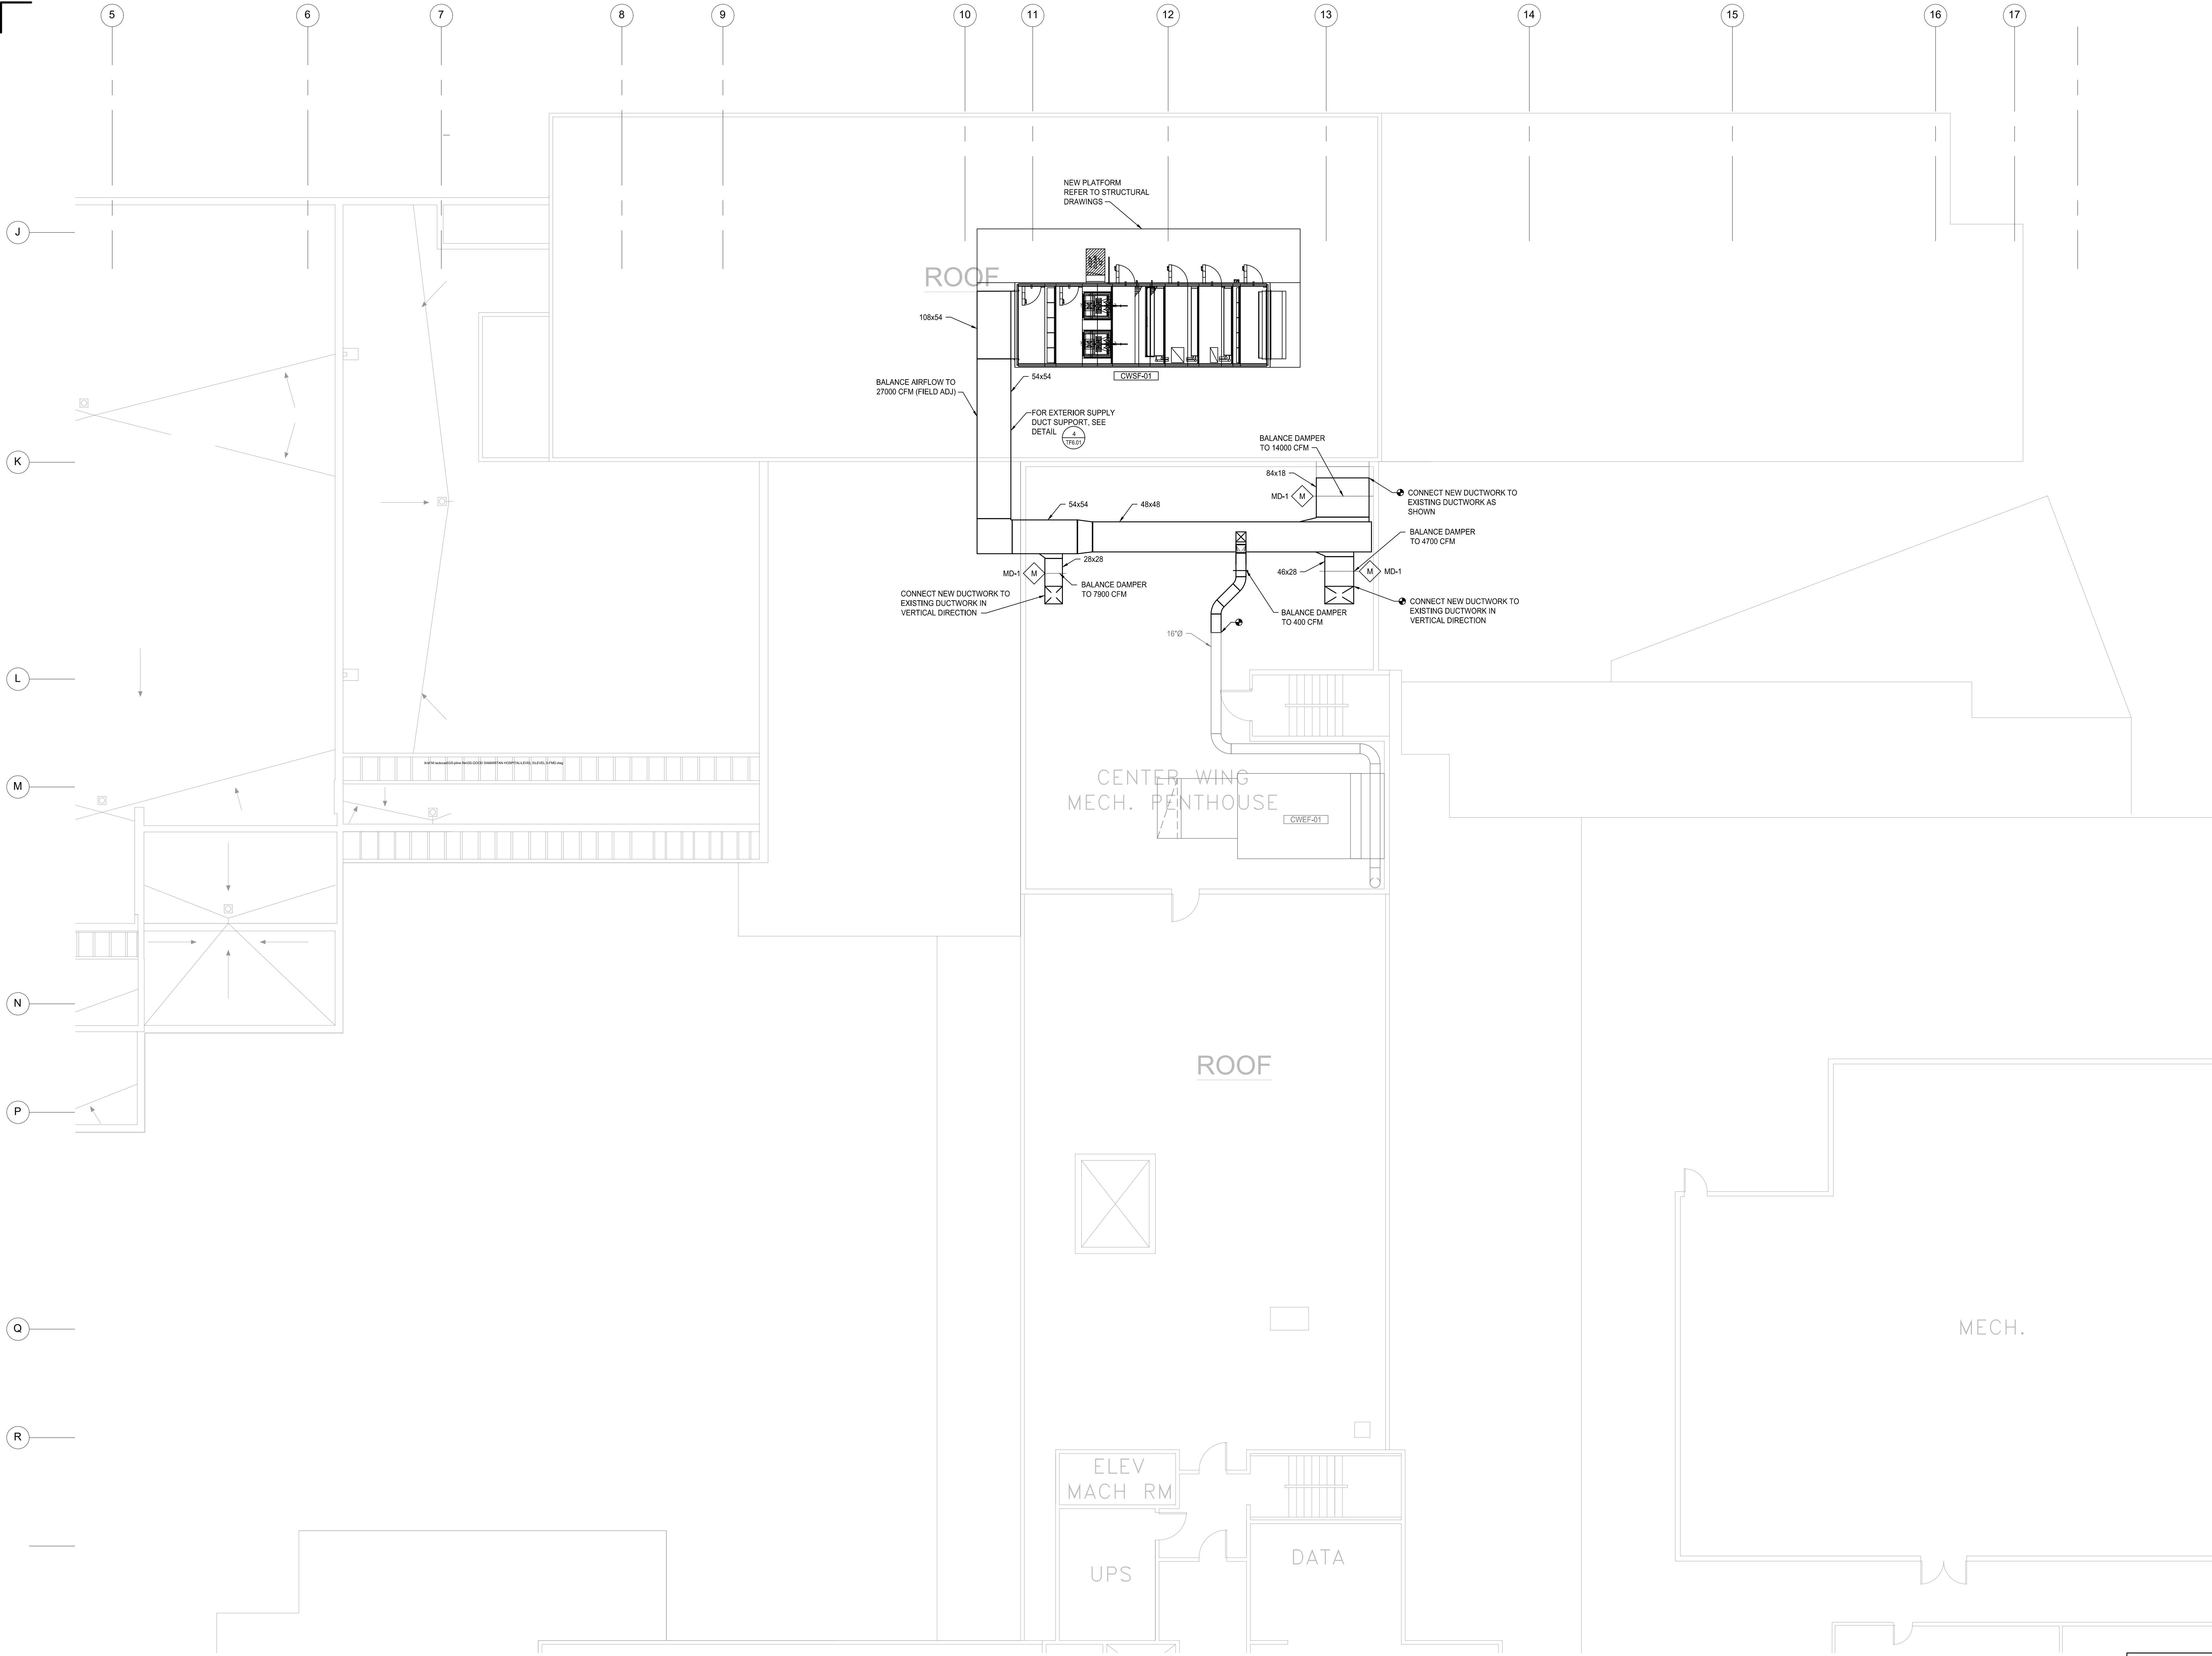 5 6 7 8 9 10 11 12 13 14 15 16 17
NEW PLATFORM
REFER TO STRUCTURAL
DRAWINGS
J
ROOF
108x54
CWSF-01
54x54
BALANCE AIRFLOW TO
27000 CFM (FIELD ADJ)
FOR EXTERIOR SUPPLY
DUCT SUPPORT, SEE
DETAIL
4
TF6.01
K
BALANCE DAMPER
TO 14000 CFM
84x18
MD-1
M
CONNECT NEW DUCTWORK TO
EXISTING DUCTWORK AS
SHOWN
54x54
48x48
BALANCE DAMPER
TO 4700 CFM
28x28
MD-1
M
46x28
M
MD-1
BALANCE DAMPER
TO 7900 CFM
CONNECT NEW DUCTWORK TO
EXISTING DUCTWORK IN
VERTICAL DIRECTION
BALANCE DAMPER
TO 400 CFM
CONNECT NEW DUCTWORK TO
EXISTING DUCTWORK IN
VERTICAL DIRECTION
16"Ø
L
M
CENTER WING
MECH. PENTHOUSE
CWEF-01
N
ROOF
P
Q
MECH.
R
ELEV
MACH RM
UPS
DATA